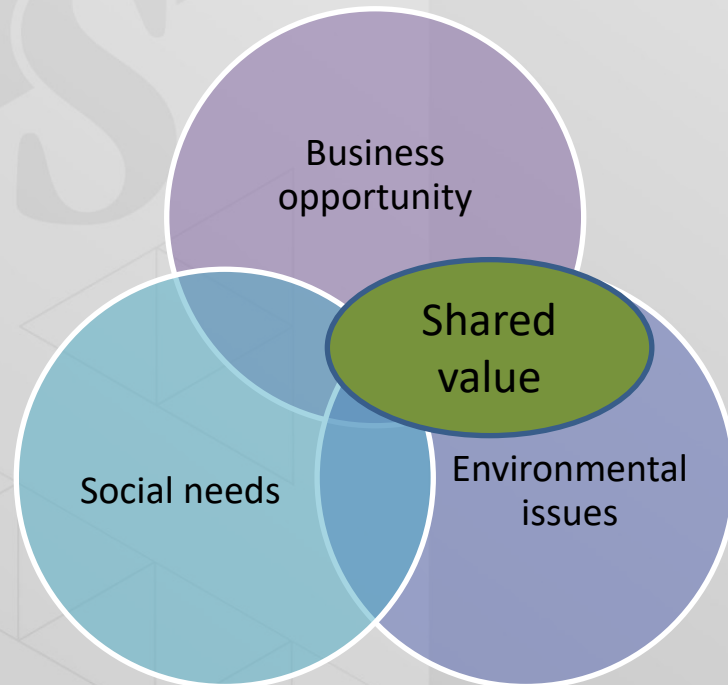 Business
opportunity
Shared
value
Social needs
Environmental
issues